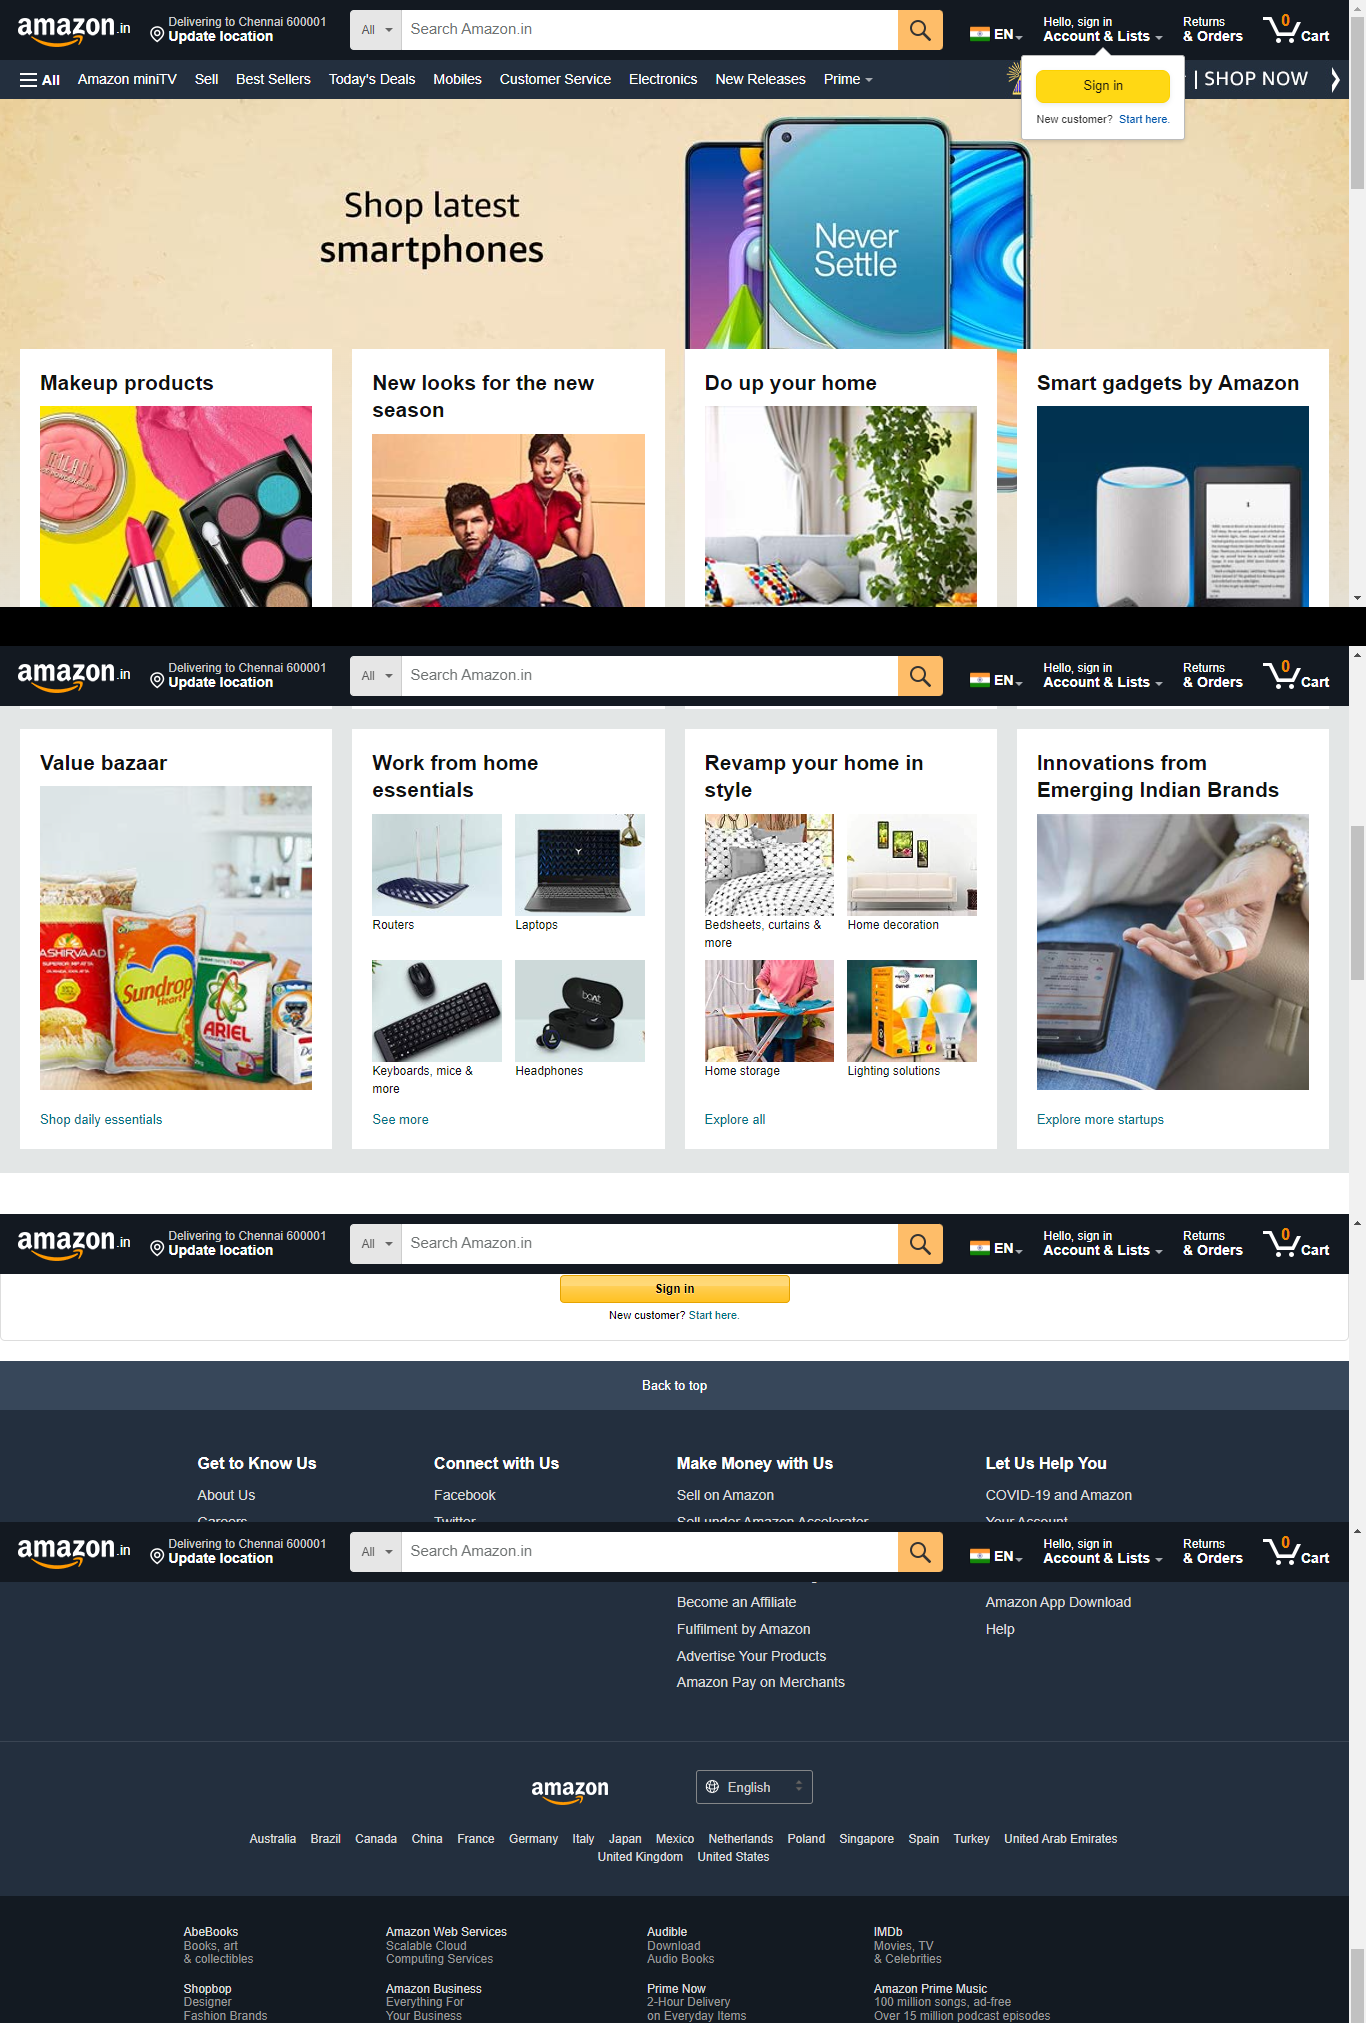 amazon.in
Delivering to Chennai 600001
Update location
All
Search Amazon.in
EN
Hello, sign in
Account & Lists
Returns
& Orders
0
Cart
All
Amazon miniTV
Sell
Best Sellers
Today's Deals
Mobiles
Customer Service
Electronics
New Releases
Prime
| SHOP NOW
Sign in
New customer? Start here.
Shop latest
smartphones
Never
Settle
Makeup products
New looks for the new
season
Do up your home
Smart gadgets by Amazon
MILANI
amazon.in
Delivering to Chennai 600001
Update location
All
Search Amazon.in
EN
Hello, sign in
Account & Lists
Returns
& Orders
0
Cart
Value bazaar
AASHIRVAAD
Sundrop
Heart
ARIEL
Shop daily essentials
Work from home
essentials
Routers
Laptops
boAt
Keyboards, mice &
more
Headphones
See more
Revamp your home in
style
Bedsheets, curtains &
more
Home decoration
Home storage
Lighting solutions
Explore all
Innovations from
Emerging Indian Brands
Explore more startups
amazon.in
Delivering to Chennai 600001
Update location
All
Search Amazon.in
EN
Hello, sign in
Account & Lists
Returns
& Orders
0
Cart
Sign in
New customer? Start here.
Back to top
Get to Know Us
About Us
Careers
Connect with Us
Facebook
Twitter
Make Money with Us
Sell on Amazon
Sell under Amazon Accelerator
Let Us Help You
COVID-19 and Amazon
Your Account
amazon.in
Delivering to Chennai 600001
Update location
All
Search Amazon.in
EN
Hello, sign in
Account & Lists
Returns
& Orders
0
Cart
Become an Affiliate
Fulfilment by Amazon
Advertise Your Products
Amazon Pay on Merchants
Amazon App Download
Help
amazon
English
Australia Brazil Canada China France Germany Italy Japan Mexico Netherlands Poland Singapore Spain Turkey United Arab Emirates
United Kingdom United States
AbeBooks
Books, art
& collectibles
Amazon Web Services
Scalable Cloud
Computing Services
Audible
Download
Audio Books
IMDb
Movies, TV
& Celebrities
Shopbop
Designer
Fashion Brands
Amazon Business
Everything For
Your Business
Prime Now
2-Hour Delivery
on Everyday Items
Amazon Prime Music
100 million songs, ad-free
Over 15 million podcast episodes